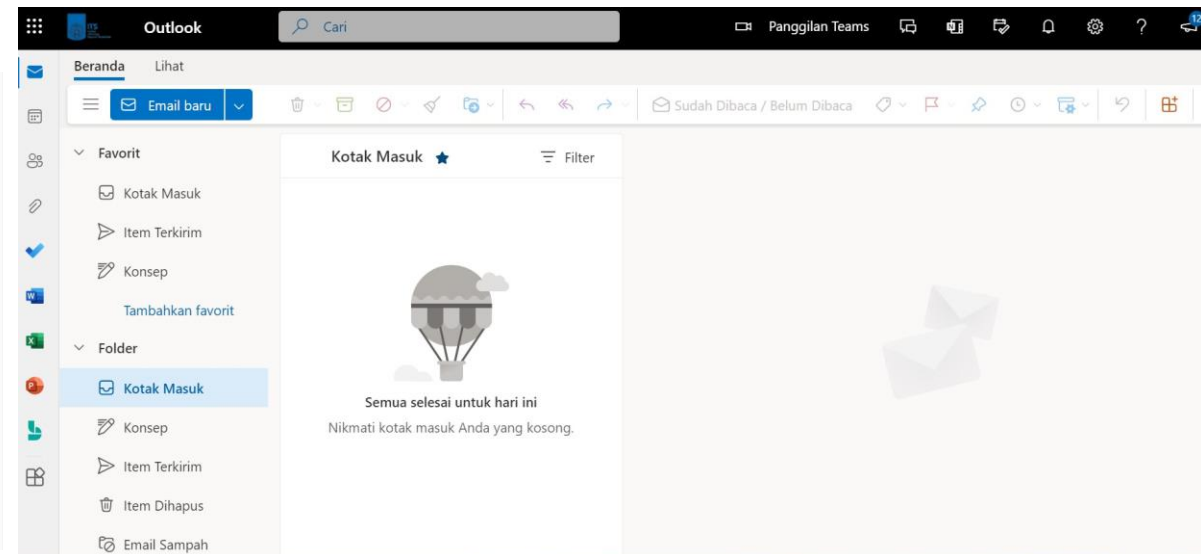 ITS Outlook Cari Panggilan Teams 12
Beranda Lihat
Email baru Sudah Dibaca / Belum Dibaca
Favorit
Kotak Masuk Filter
Kotak Masuk
Item Terkirim
Konsep
Tambahkan favorit
Folder
Kotak Masuk
Semua selesai untuk hari ini
Konsep
Nikmati kotak masuk Anda yang kosong.
Item Terkirim
Item Dihapus
Email Sampah